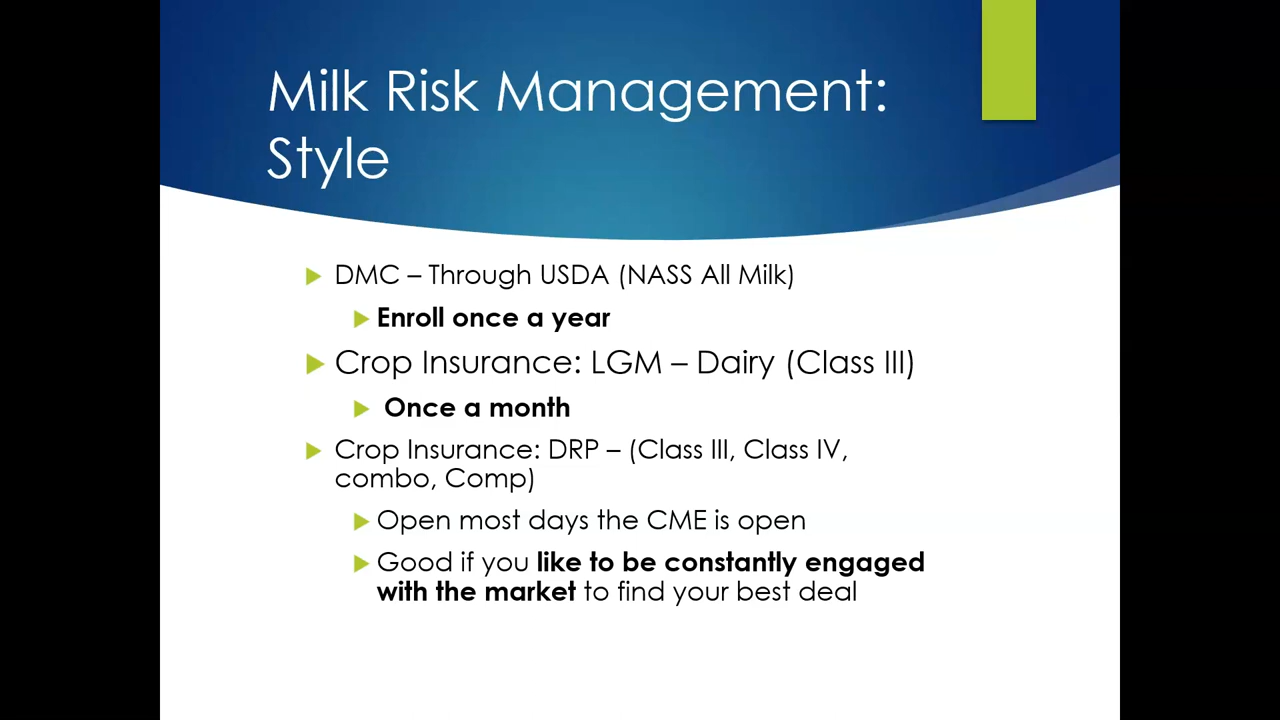 Milk Risk Management:
Style
DMC – Through USDA (NASS All Milk)
Enroll once a year
Crop Insurance: LGM – Dairy (Class III)
Once a month
Crop Insurance: DRP – (Class III, Class IV,
combo, Comp)
Open most days the CME is open
Good if you like to be constantly engaged
with the market to find your best deal